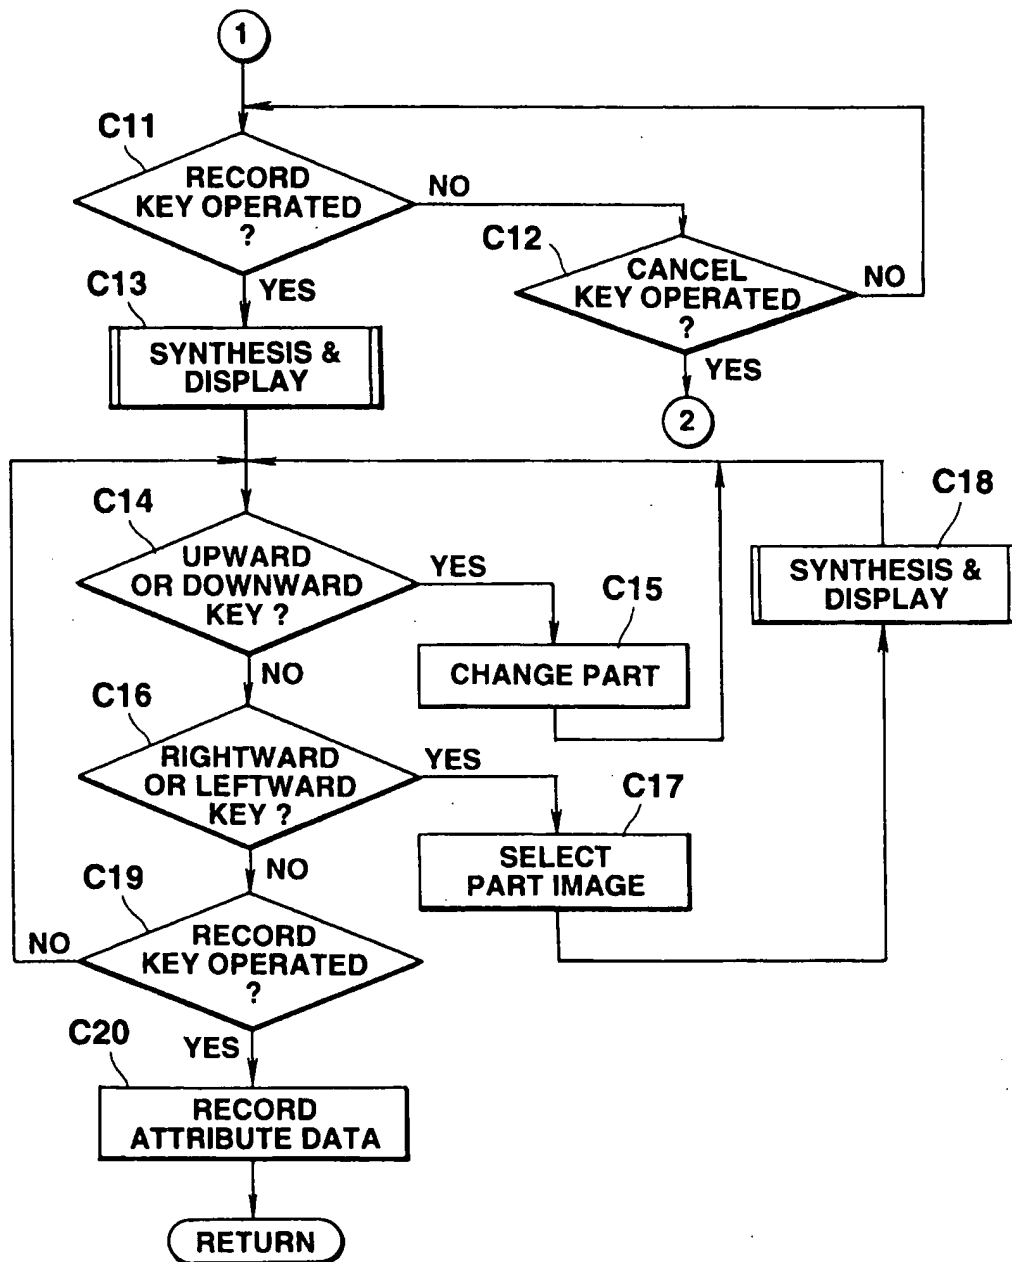 1
C11
RECORD
KEY OPERATED
?
NO
C12
CANCEL
KEY OPERATED
?
NO
YES
C13
SYNTHESIS &
DISPLAY
YES
2
C14
UPWARD
OR DOWNWARD
KEY ?
YES
C18
SYNTHESIS &
DISPLAY
C15
CHANGE PART
NO
C16
RIGHTWARD
OR LEFTWARD
KEY ?
YES
C17
SELECT
PART IMAGE
NO
C19
RECORD
KEY OPERATED
?
NO
YES
C20
RECORD
ATTRIBUTE DATA
RETURN